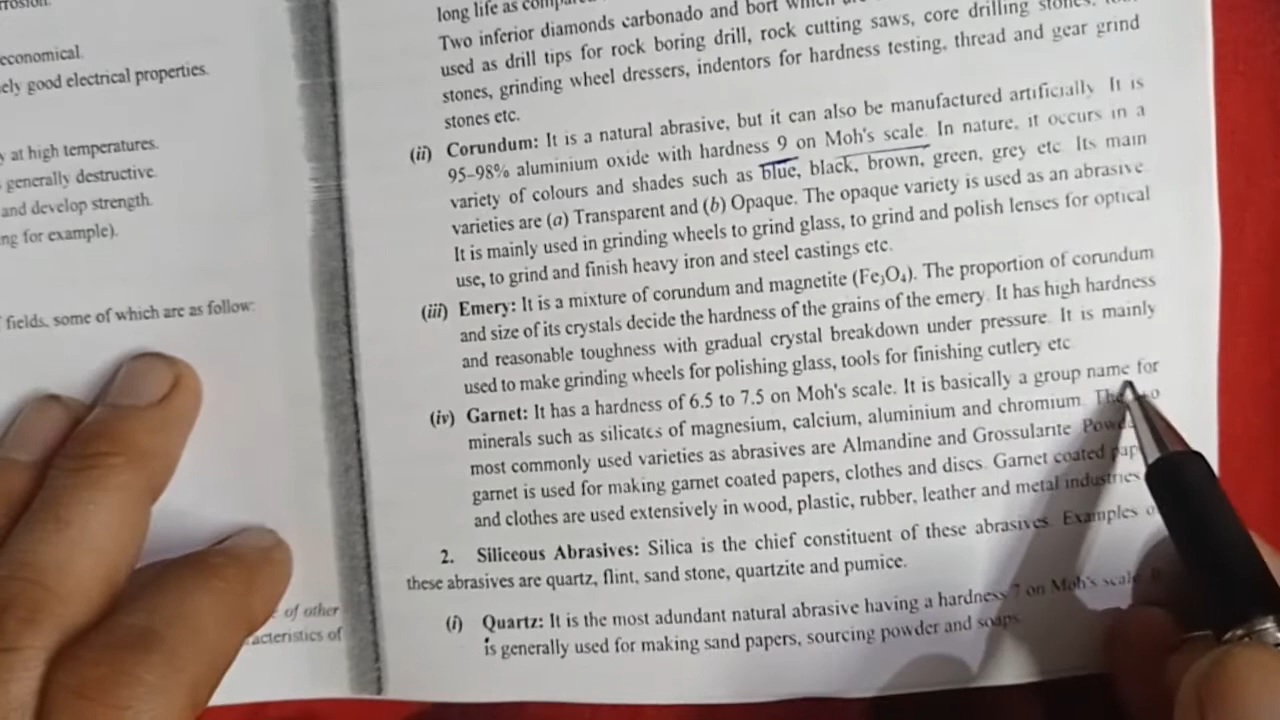 economical.
ely good electrical properties.
y at high temperatures.
generally destructive.
and develop strength.
ng for example).
fields, some of which are as follow:
of other
acteristics of
long life as compared
Two inferior diamonds carbonado and bort which
used as drill tips for rock boring drill, rock cutting saws, core drilling stones,
stones, grinding wheel dressers, indentors for hardness testing, thread and gear grind
stones etc.
(ii) Corundum: It is a natural abrasive, but it can also be manufactured artificially. It is
95–98% aluminium oxide with hardness 9 on Moh's scale. In nature, it occurs in a
variety of colours and shades such as blue, black, brown, green, grey etc. Its main
varieties are (a) Transparent and (b) Opaque. The opaque variety is used as an abrasive.
It is mainly used in grinding wheels to grind glass, to grind and polish lenses for optical
use, to grind and finish heavy iron and steel castings etc.
(iii) Emery: It is a mixture of corundum and magnetite (Fe₃O₄). The proportion of corundum
and size of its crystals decide the hardness of the grains of the emery. It has high hardness
and reasonable toughness with gradual crystal breakdown under pressure. It is mainly
used to make grinding wheels for polishing glass, tools for finishing cutlery etc.
(iv) Garnet: It has a hardness of 6.5 to 7.5 on Moh's scale. It is basically a group name for
minerals such as silicates of magnesium, calcium, aluminium and chromium.
most commonly used varieties as abrasives are Almandine and Grossularite.
garnet is used for making garnet coated papers, clothes and discs. Garnet coated
and clothes are used extensively in wood, plastic, rubber, leather and metal industries
2. Siliceous Abrasives: Silica is the chief constituent of these abrasives. Examples
these abrasives are quartz, flint, sand stone, quartzite and pumice.
(i) Quartz: It is the most adundant natural abrasive having a hardness 7 on Moh's scale.
is generally used for making sand papers, sourcing powder and soaps.